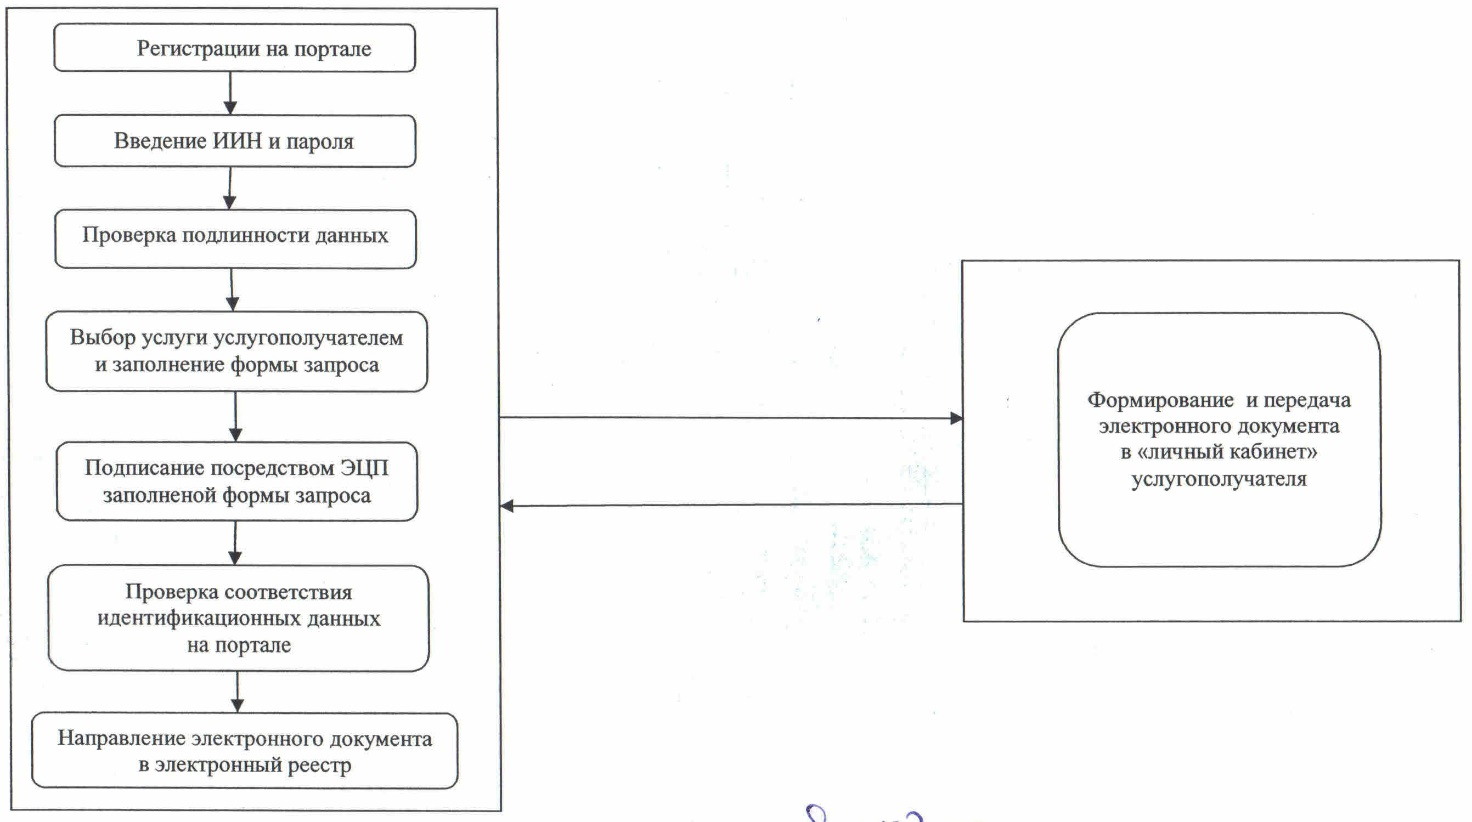 Регистрации на портале
Введение ИИН и пароля
Проверка подлинности данных
Выбор услуги услугополучателем
и заполнение формы запроса
Подписание посредством ЭЦП
заполненой формы запроса
Проверка соответствия
идентификационных данных
на портале
Направление электронного документа
в электронный реестр
Формирование и передача
электронного документа
в «личный кабинет»
услугополучателя